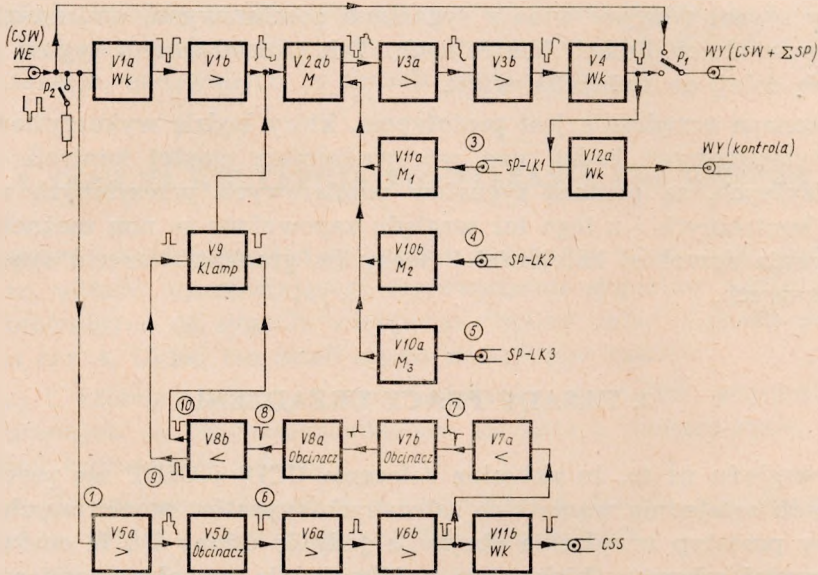 (CSW)
WE
P2
V1a
Wk
V1b
>
V2ab
M
V3a
>
V3b
>
V4
Wk
P1
WY (CSW + ΣSP)
V11a
M1
3
SP-LK1
V12a
Wk
WY (kontrola)
V9
Klamp
V10b
M2
4
SP-LK2
V10a
M3
5
SP-LK3
10
9
V8b
<
8
V8a
Obcinacz
V7b
Obcinacz
7
V7a
<
1
V5a
>
V5b
Obcinacz
6
V6a
>
V6b
>
V11b
WK
CSS